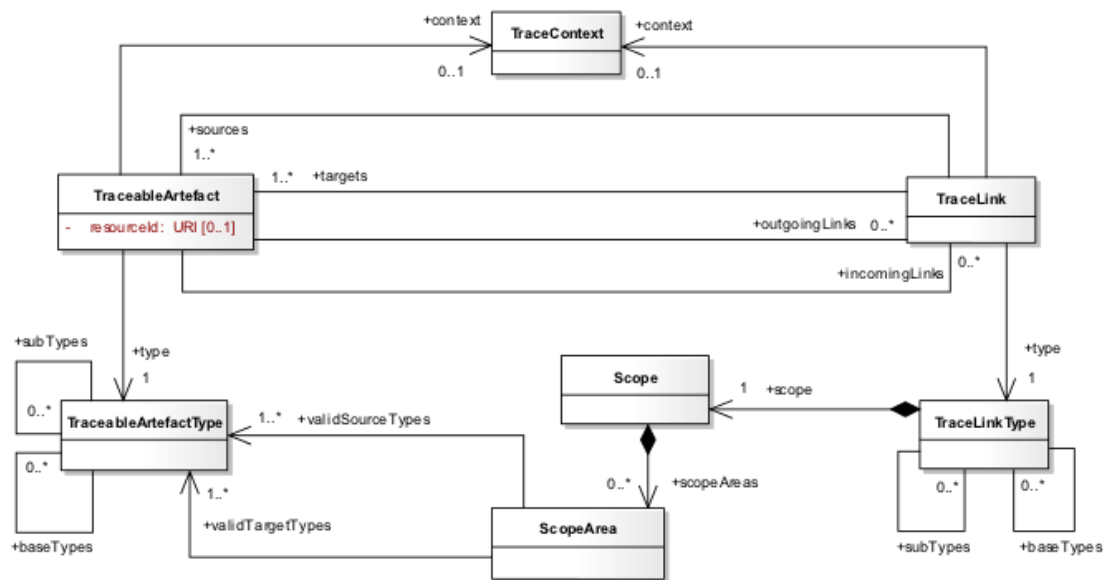 +context
TraceContext
+context
0..1
0..1
+sources
1..*
1..* +targets
TraceableArtefact
- resourceId: URI [0..1]
TraceLink
+outgoingLinks 0..*
+incomingLinks 0..*
+subTypes
0..*
+type
1
+type
1
Scope
1 +scope
TraceableArtefactType
1..* +validSourceTypes
TraceLinkType
0..*
+baseTypes
1..*
+validTargetTypes
0..* +scopeAreas
ScopeArea
0..*
0..*
+subTypes
+baseTypes